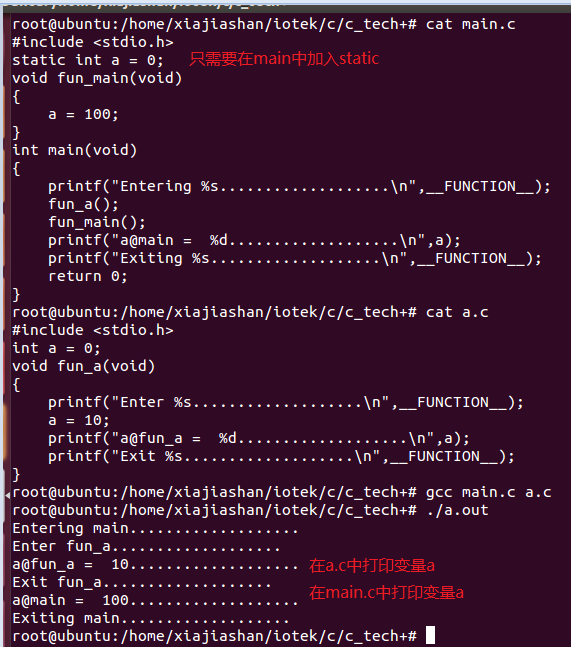 root@ubuntu:/home/xiajiashan/iotek/c/c_tech+# cat main.c
#include <stdio.h>
static int a = 0; 只需要在main中加入static
void fun_main(void)
{
    a = 100;
}
int main(void)
{
    printf("Entering %s...................\n",__FUNCTION__);
    fun_a();
    fun_main();
    printf("a@main =  %d...................\n",a);
    printf("Exiting %s...................\n",__FUNCTION__);
    return 0;
}
root@ubuntu:/home/xiajiashan/iotek/c/c_tech+# cat a.c
#include <stdio.h>
int a = 0;
void fun_a(void)
{
    printf("Enter %s...................\n",__FUNCTION__);
    a = 10;
    printf("a@fun_a =  %d...................\n",a);
    printf("Exit %s...................\n",__FUNCTION__);
}
root@ubuntu:/home/xiajiashan/iotek/c/c_tech+# gcc main.c a.c
root@ubuntu:/home/xiajiashan/iotek/c/c_tech+# ./a.out
Entering main...................
Enter fun_a...................
a@fun_a =  10................... 在a.c中打印变量a
Exit fun_a...................
a@main =  100................... 在main.c中打印变量a
Exiting main...................
root@ubuntu:/home/xiajiashan/iotek/c/c_tech+#